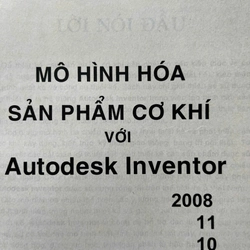 MÔ HÌNH HÓA
SẢN PHẨM CƠ KHÍ
VỚI
Autodesk Inventor
2008
11
10